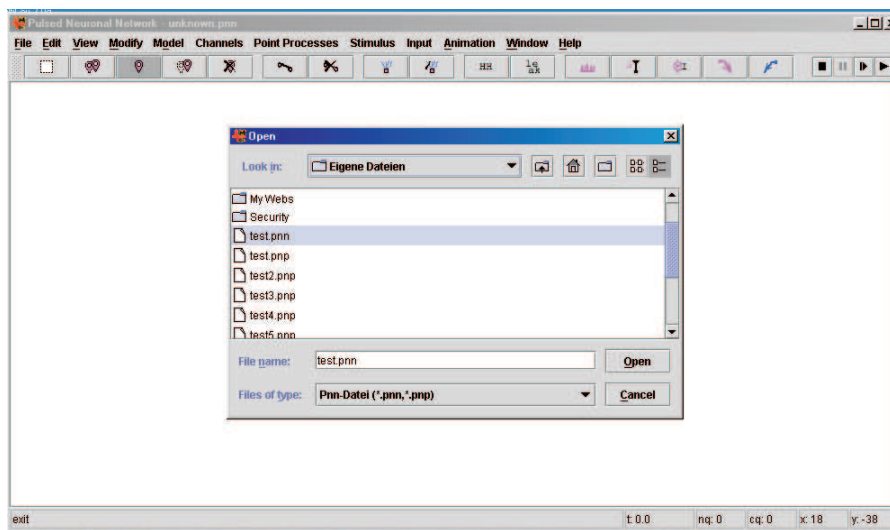 Pulsed Neuronal Network - unknown.pnn
File Edit View Modify Model Channels Point Processes Stimulus Input Animation Window Help
HH
Open
Look in: Eigene Dateien
My Webs
Security
test.pnn
test.pnp
test2.pnp
test3.pnp
test4.pnp
test5.pnp
File name: test.pnn Open
Files of type: Pnn-Datei (*.pnn,*.pnp) Cancel
exit t: 0.0 nq: 0 cq: 0 x: 18 y: -38